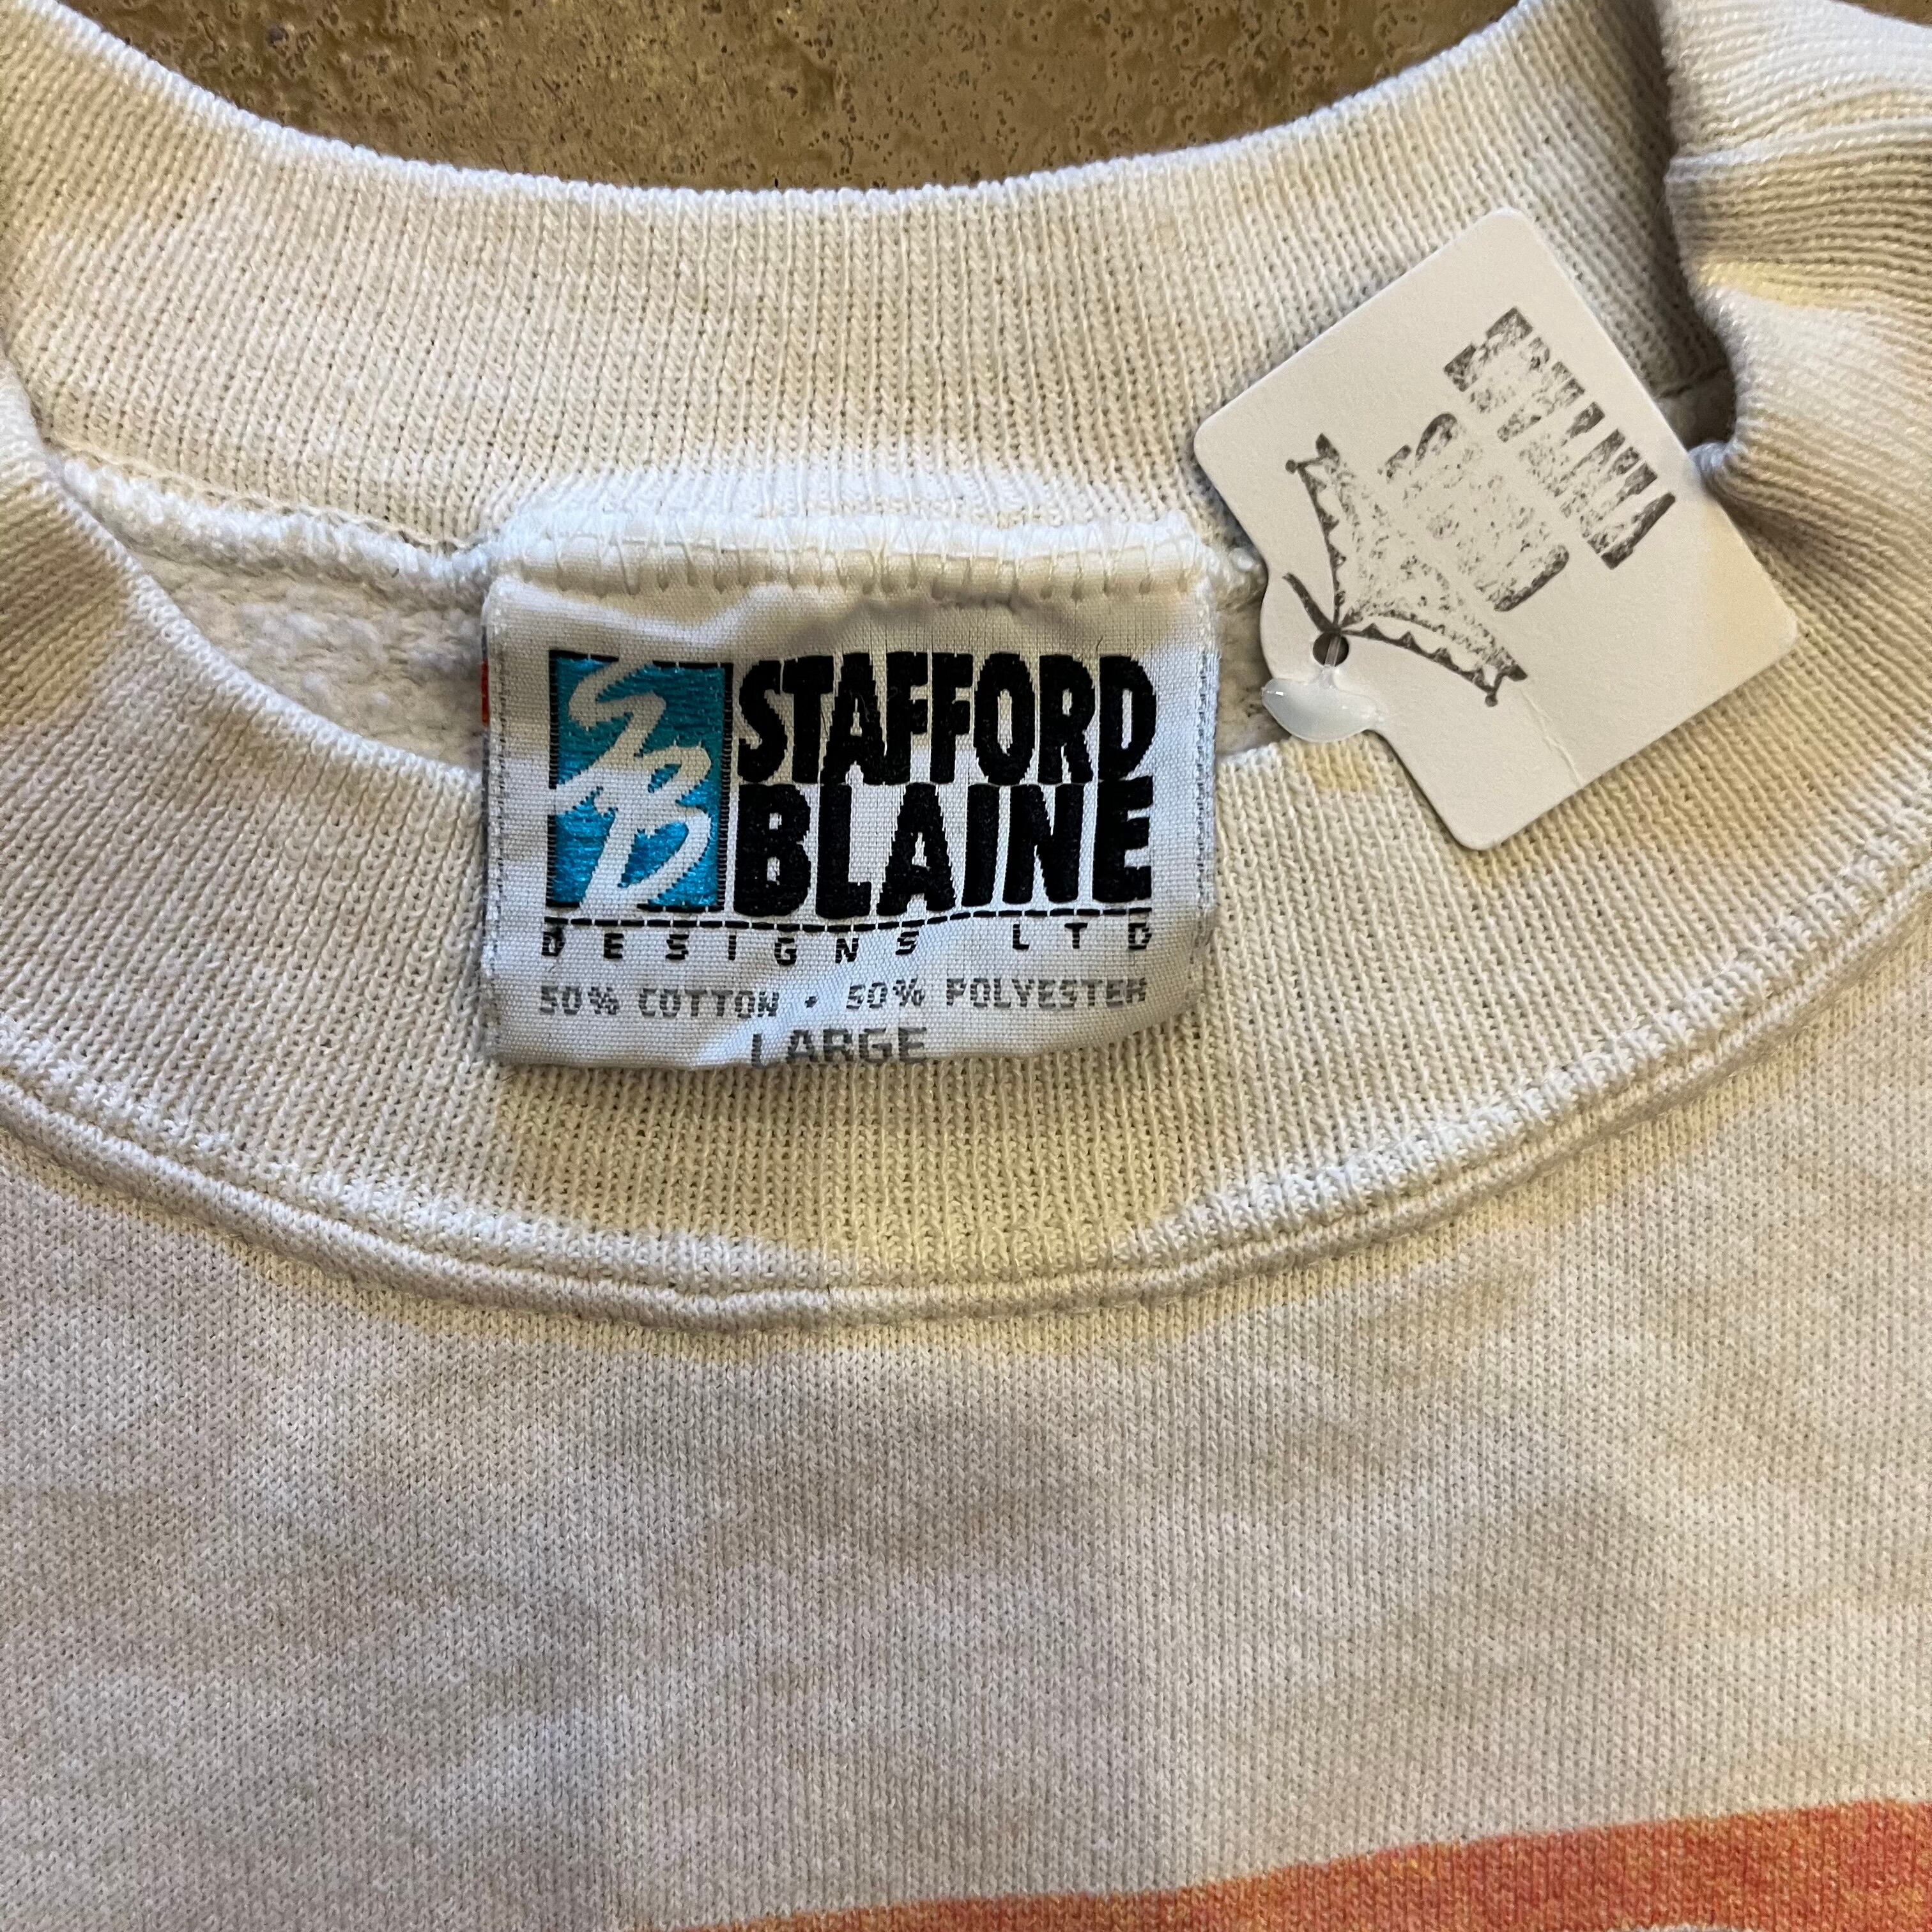 SB
STAFFORD
BLAINE
DESIGNS LTD
50% COTTON • 50% POLYESTER
LARGE